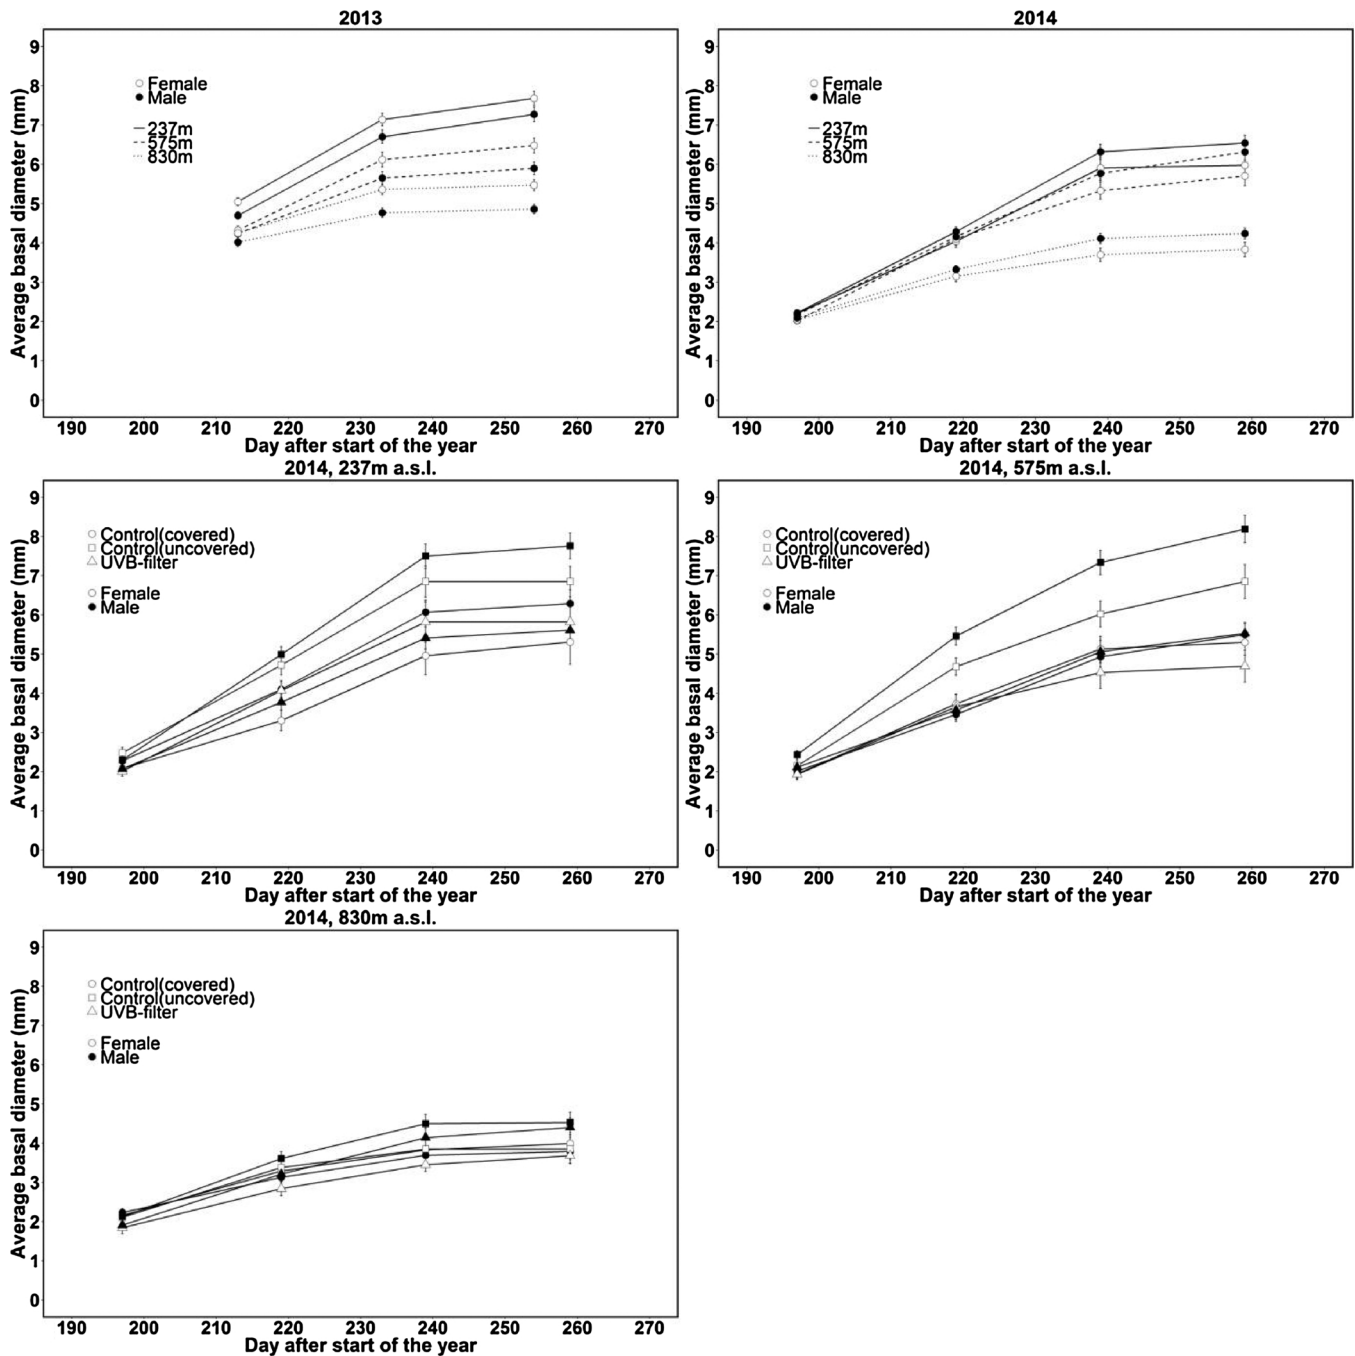 2013
9
8
7
6
5
4
3
2
1
0
Average basal diameter (mm)
Female
Male
237m
575m
830m
190 200 210 220 230 240 250 260 270
Day after start of the year
2014
9
8
7
6
5
4
3
2
1
0
Average basal diameter (mm)
Female
Male
237m
575m
830m
190 200 210 220 230 240 250 260 270
Day after start of the year
2014, 237m a.s.l.
9
8
7
6
5
4
3
2
1
0
Average basal diameter (mm)
Control(covered)
Control(uncovered)
UVB-filter
Female
Male
190 200 210 220 230 240 250 260 270
Day after start of the year
2014, 575m a.s.l.
9
8
7
6
5
4
3
2
1
0
Average basal diameter (mm)
Control(covered)
Control(uncovered)
UVB-filter
Female
Male
190 200 210 220 230 240 250 260 270
Day after start of the year
2014, 830m a.s.l.
9
8
7
6
5
4
3
2
1
0
Average basal diameter (mm)
Control(covered)
Control(uncovered)
UVB-filter
Female
Male
190 200 210 220 230 240 250 260 270
Day after start of the year